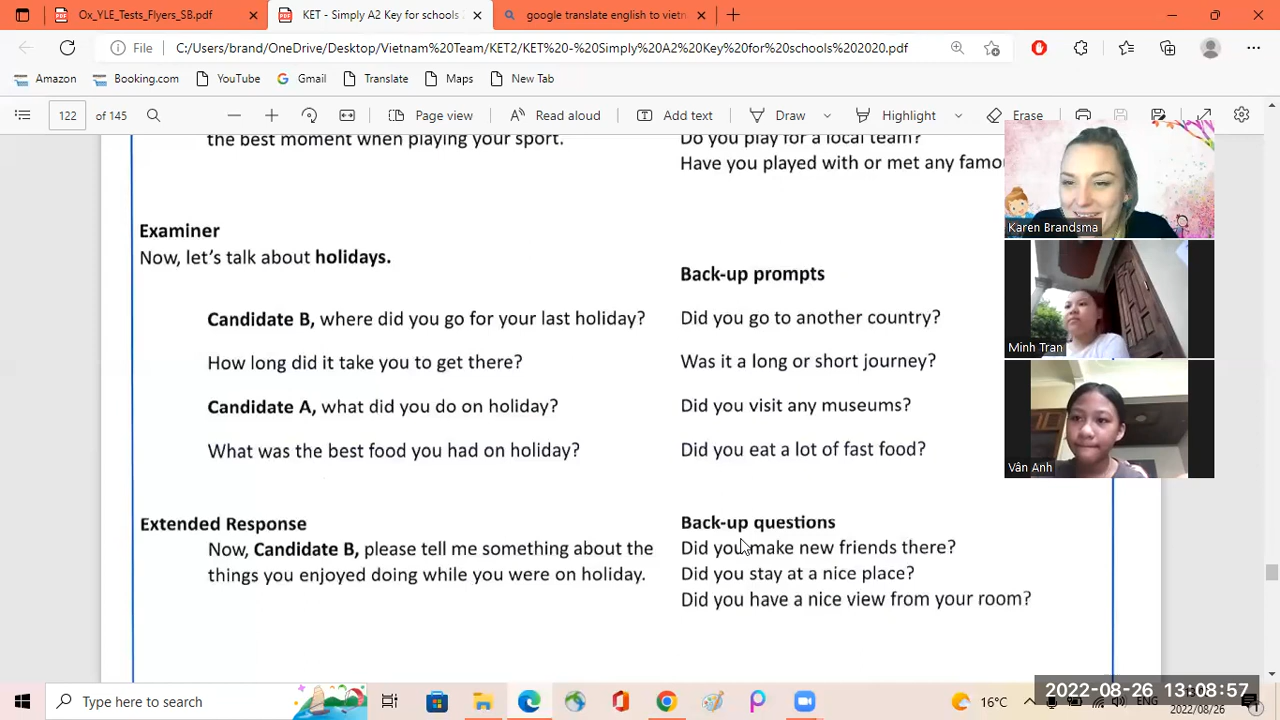 Ox_YLE_Tests_Flyers_SB.pdf
KET - Simply A2 Key for schools
google translate english to vietn
File
C:/Users/brand/OneDrive/Desktop/Vietnam%20Team/KET2/KET%20-%20Simply%20A2%20Key%20for%20schools%202020.pdf
Amazon
Booking.com
YouTube
Gmail
Translate
Maps
New Tab
122 of 145
Page view
Read aloud
Add text
Draw
Highlight
Erase
the best moment when playing your sport.
Do you play for a local team?
Have you played with or met any famo
Examiner
Now, let's talk about holidays.
Back-up prompts
Candidate B, where did you go for your last holiday?
Did you go to another country?
How long did it take you to get there?
Was it a long or short journey?
Candidate A, what did you do on holiday?
Did you visit any museums?
What was the best food you had on holiday?
Did you eat a lot of fast food?
Extended Response
Back-up questions
Now, Candidate B, please tell me something about the
things you enjoyed doing while you were on holiday.
Did you make new friends there?
Did you stay at a nice place?
Did you have a nice view from your room?
Karen Brandsma
Minh Tran
Vân Anh
Type here to search
16°C
2022-08-26 13:08:57
2022/08/26